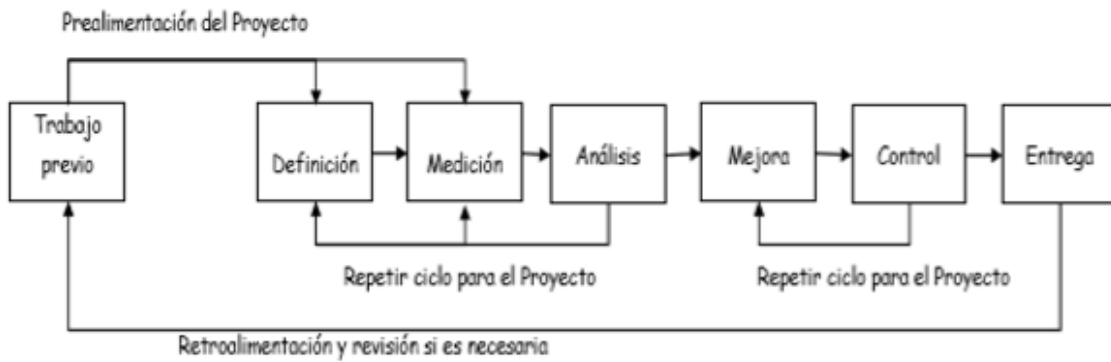 Prealimentación del Proyecto
Trabajo
previo
Definición
Medición
Análisis
Mejora
Control
Entrega
Repetir ciclo para el Proyecto
Repetir ciclo para el Proyecto
Retroalimentación y revisión si es necesaria